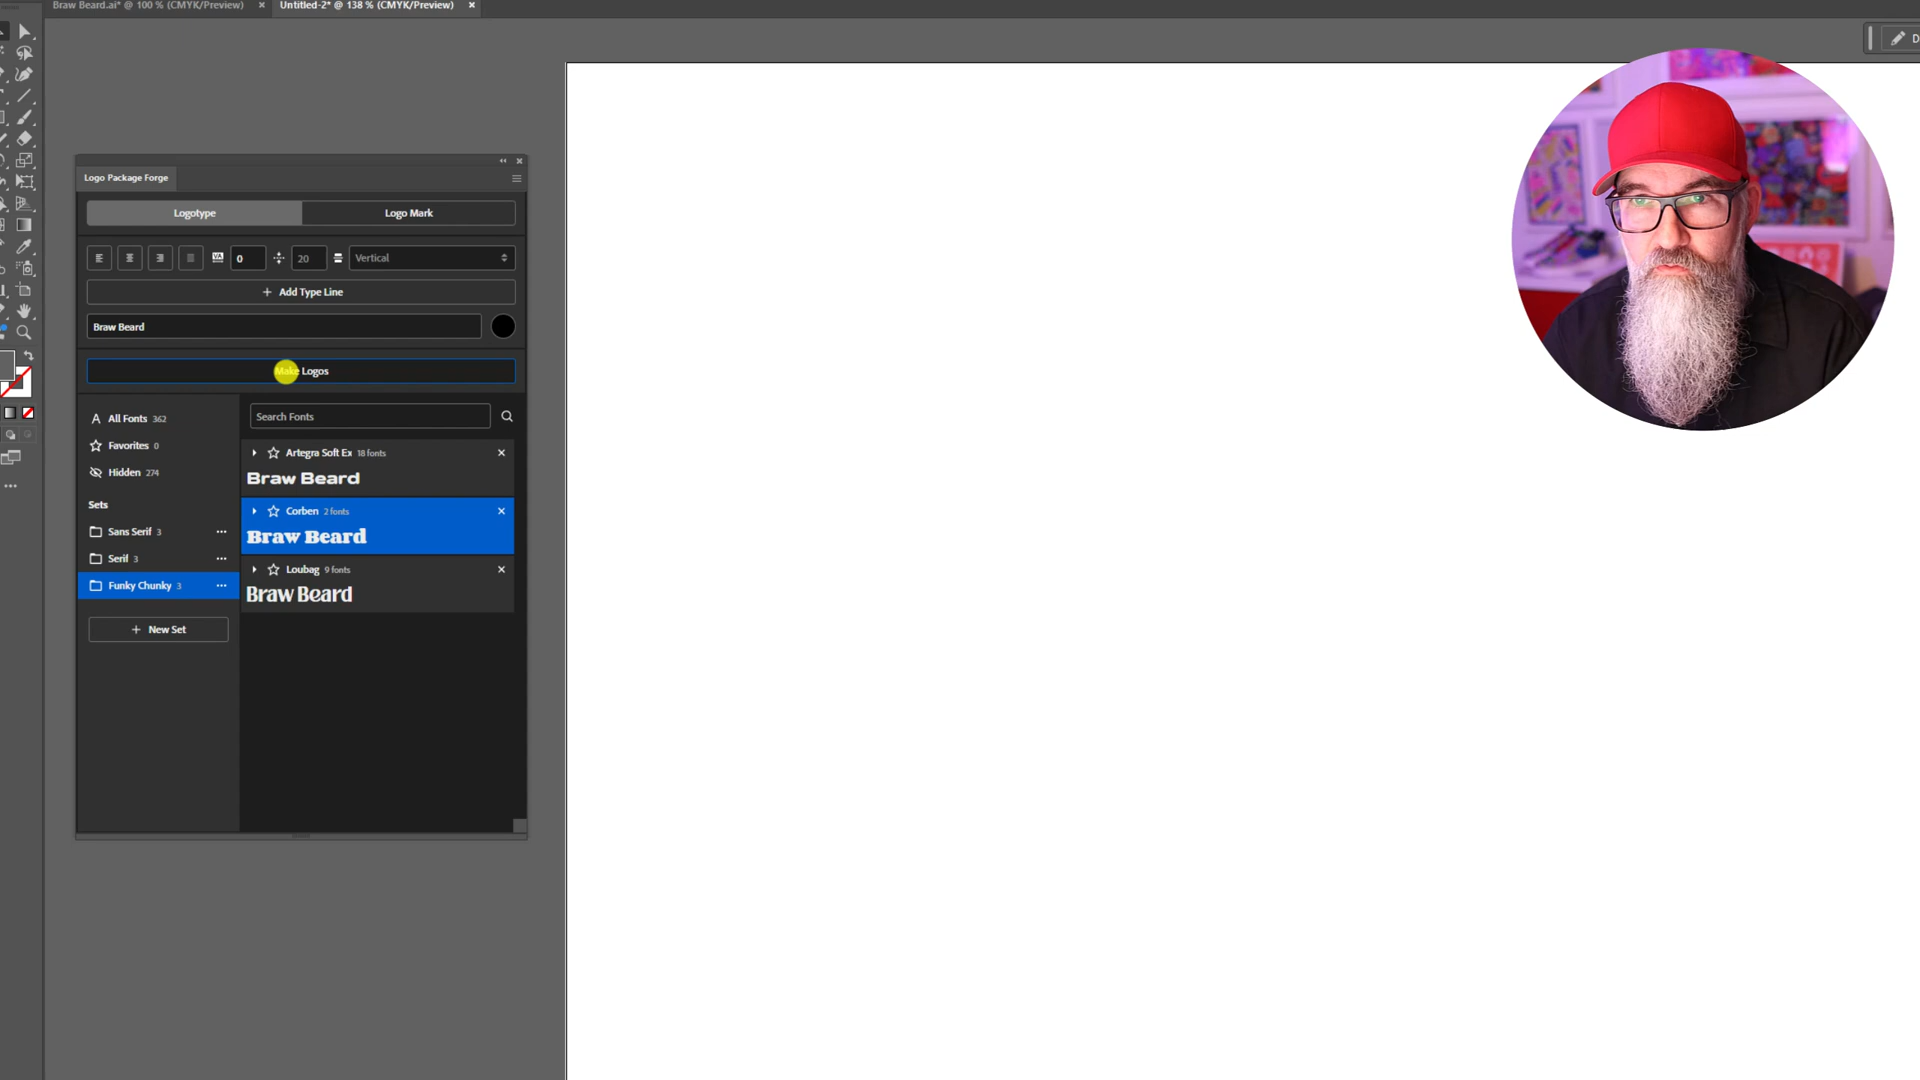 Braw Beard.ai* @ 100 % (CMYK/Preview) ×
Untitled-2* @ 138 % (CMYK/Preview) ×
D
Logo Package Forge
Logotype
Logo Mark
VA 0
20
Vertical
+ Add Type Line
Braw Beard
Make Logos
All Fonts 362
Favorites 0
Hidden 274
Sets
Sans Serif 3
Serif 3
Funky Chunky 3
+ New Set
Search Fonts
Artegra Soft Ex 18 fonts
Braw Beard
Corben 2 fonts
Braw Beard
Loubag 9 fonts
Braw Beard